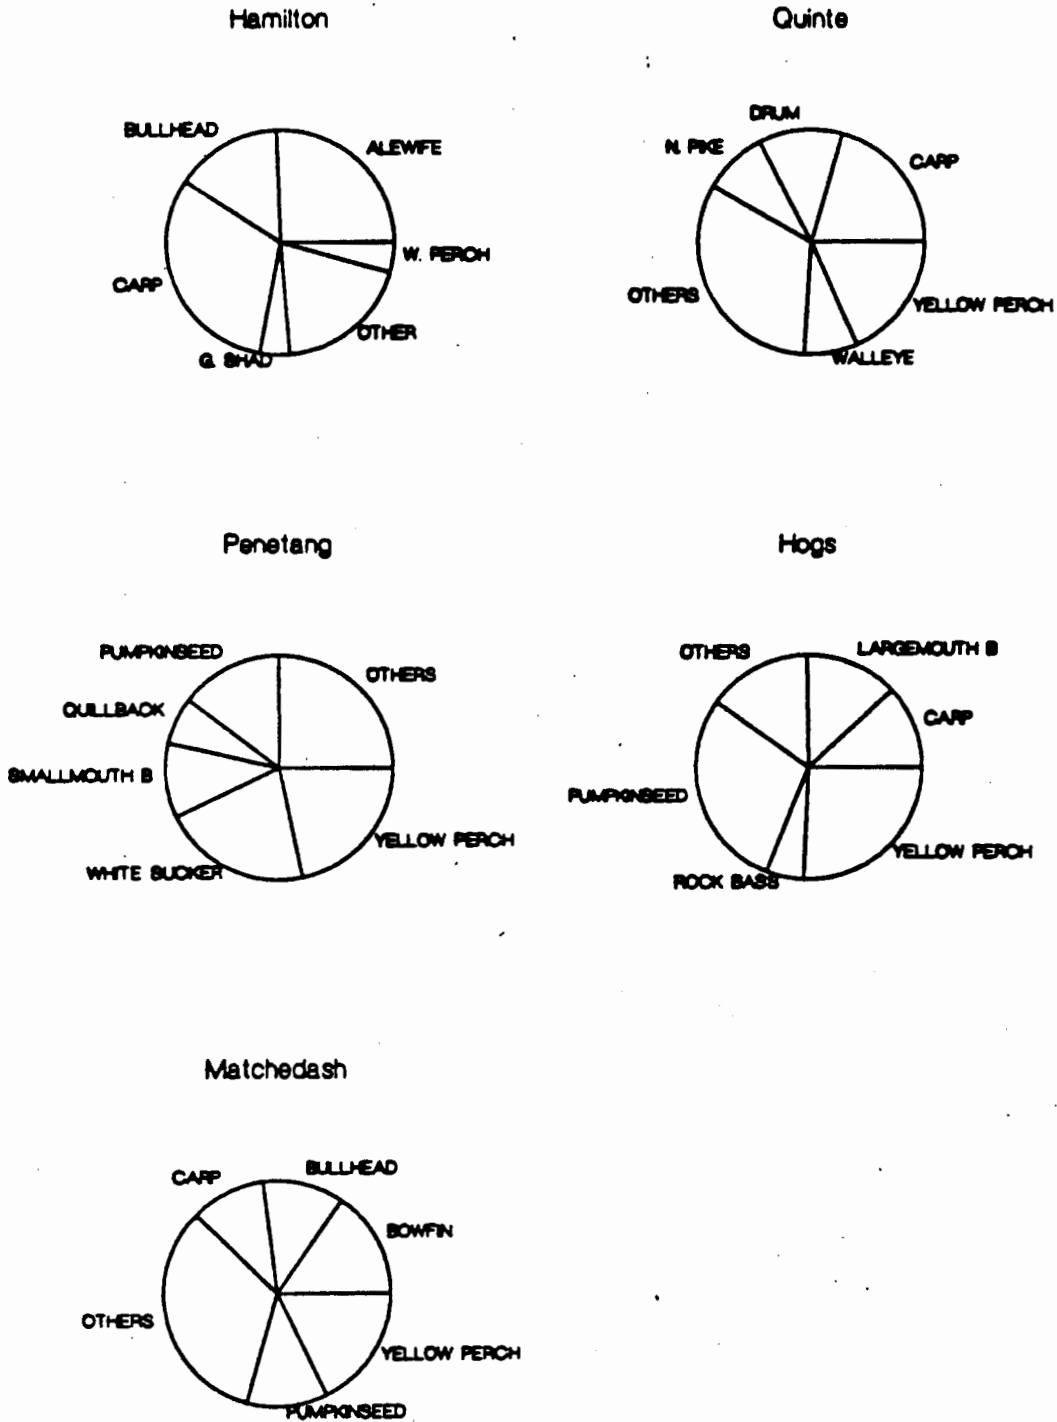 Hamilton
BULLHEAD
ALEWIFE
W. PERCH
CARP
OTHER
G. SHAD
Quinte
DRUM
N. PIKE
CARP
OTHERS
YELLOW PERCH
WALLEYE
Penetang
PUMPKINSEED
OTHERS
QUILLBACK
SMALLMOUTH B
YELLOW PERCH
WHITE SUCKER
Hogs
OTHERS
LARGEMOUTH B
CARP
PUMPKINSEED
YELLOW PERCH
ROCK BASS
Matchedash
CARP
BULLHEAD
BOWFIN
OTHERS
YELLOW PERCH
PUMPKINSEED